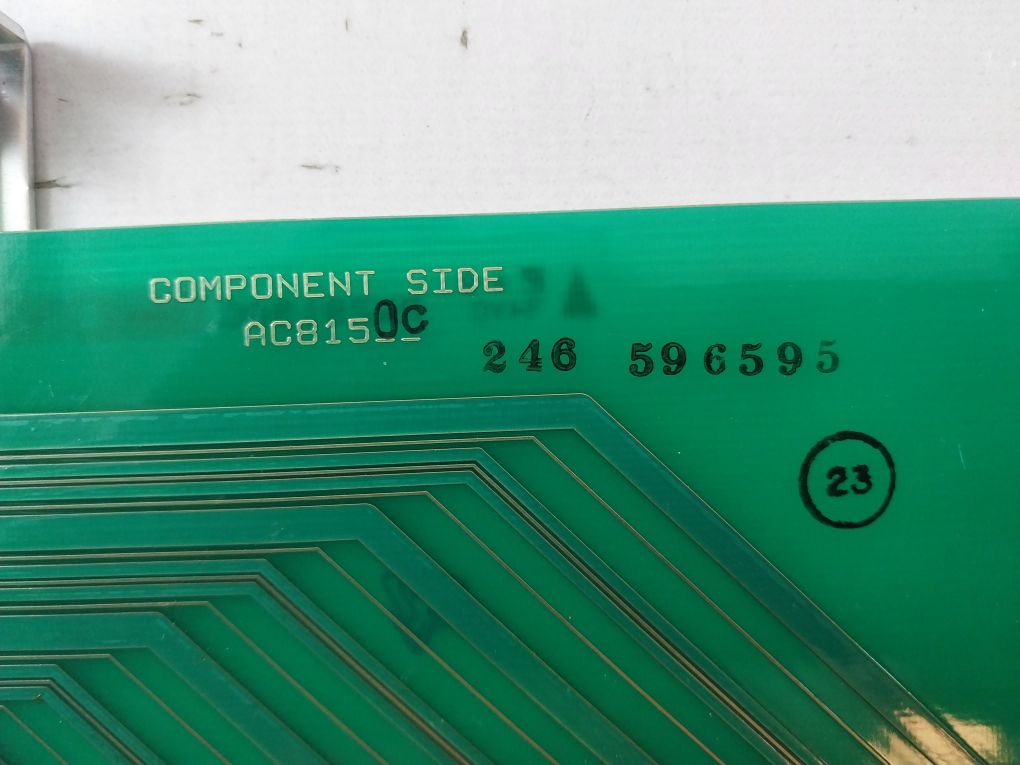 COMPONENT SIDE
AC8150C
246 596595
23